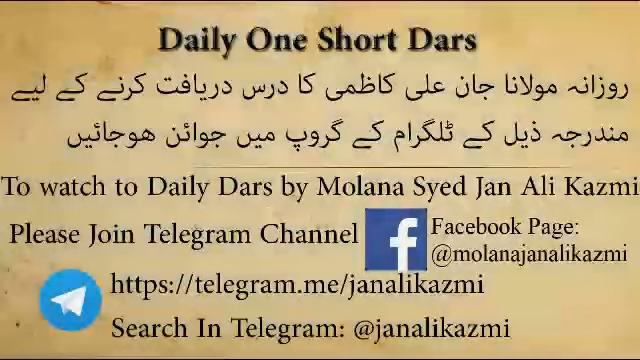 Daily One Short Dars
روزانہ مولانا جان علی کاظمی کا درس دریافت کرنے کے لیے
مندرجہ ذیل کے ٹلگرام کے گروپ میں جوائن ھوجائیں
To watch to Daily Dars by Molana Syed Jan Ali Kazmi
Please Join Telegram Channel
Facebook Page:
@molanajanalikazmi
https://telegram.me/janalikazmi
Search In Telegram: @janalikazmi